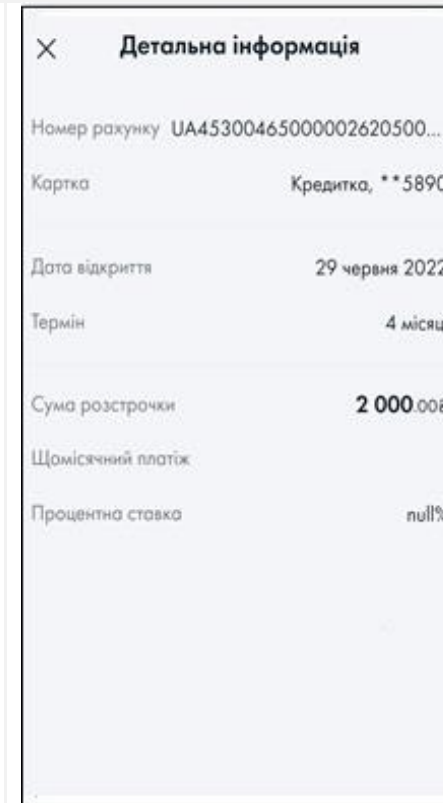 Детальна інформація
Номер рахунку UA45300465000002620500...
Картка Кредитка, **5890
Дата відкриття 29 червня 2022
Термін 4 місяц
Сума розстрочки 2 000.00₴
Щомісячний платіж
Процентна ставка null%